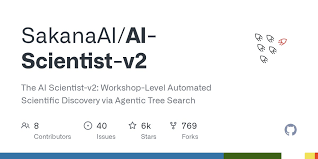 SakanaAI/AI-
Scientist-v2
The AI Scientist-v2: Workshop-Level Automated
Scientific Discovery via Agentic Tree Search
8 40 6k 769
Contributors Issues Stars Forks